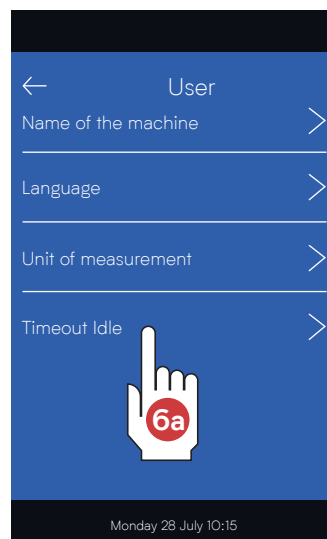 User
Name of the machine
Language
Unit of measurement
Timeout Idle
6a
Monday 28 July 10:15